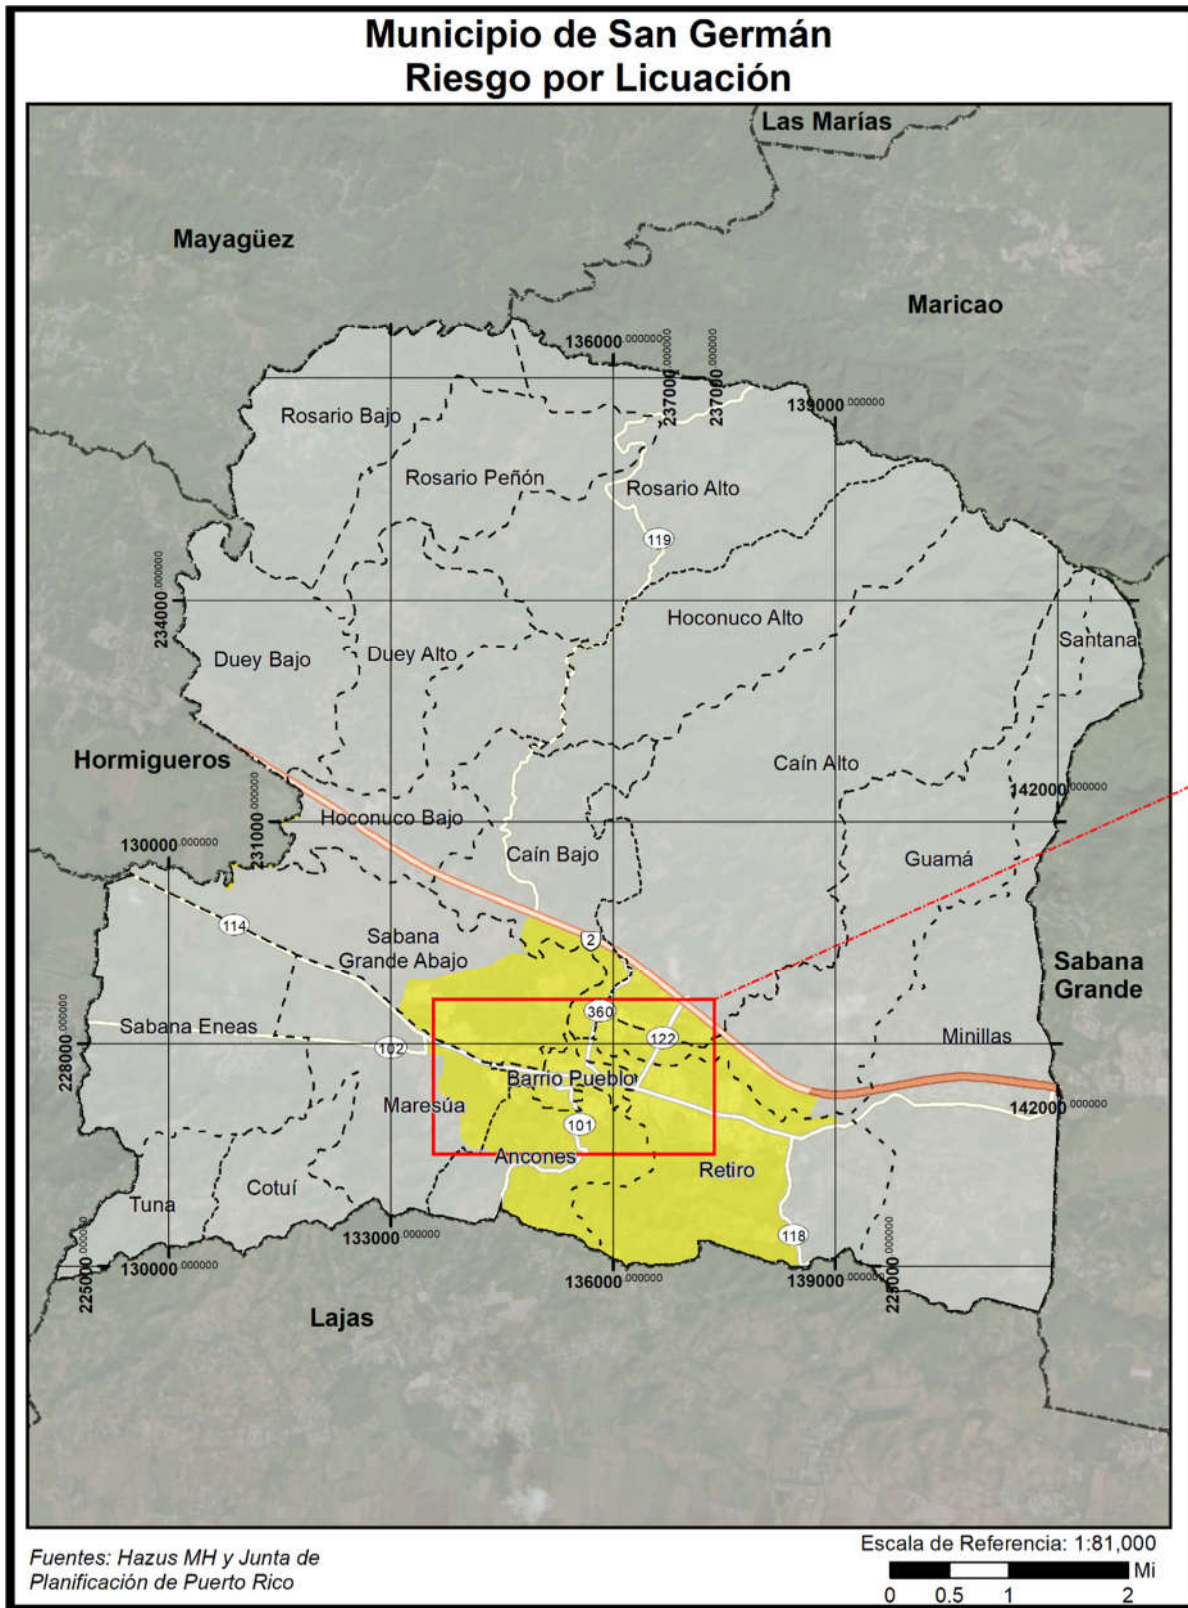 Municipio de San Germán
Riesgo por Licuación
Las Marías
Mayagüez
Maricao
136000.000000
237000.000000
237000.000000
139000.000000
Rosario Bajo
Rosario Peñón
Rosario Alto
119
234000.000000
Hoconuco Alto
Santana
Duey Bajo
Duey Alto
Hormigueros
Caín Alto
142000.000000
231000.000000
Hoconuco Bajo
130000.000000
Caín Bajo
Guamá
114
Sabana
Grande Abajo
2
Sabana
Grande
360
Sabana Eneas
102
122
Minillas
228000.000000
Barrio Pueblo
Maresúa
142000.000000
101
Ancones
Retiro
Tuna
Cotuí
133000.000000
118
225000.000000
130000.000000
136000.000000
139000.000000
225000.000000
Lajas
Fuentes: Hazus MH y Junta de
Planificación de Puerto Rico
Escala de Referencia: 1:81,000
Mi
0 0.5 1 2